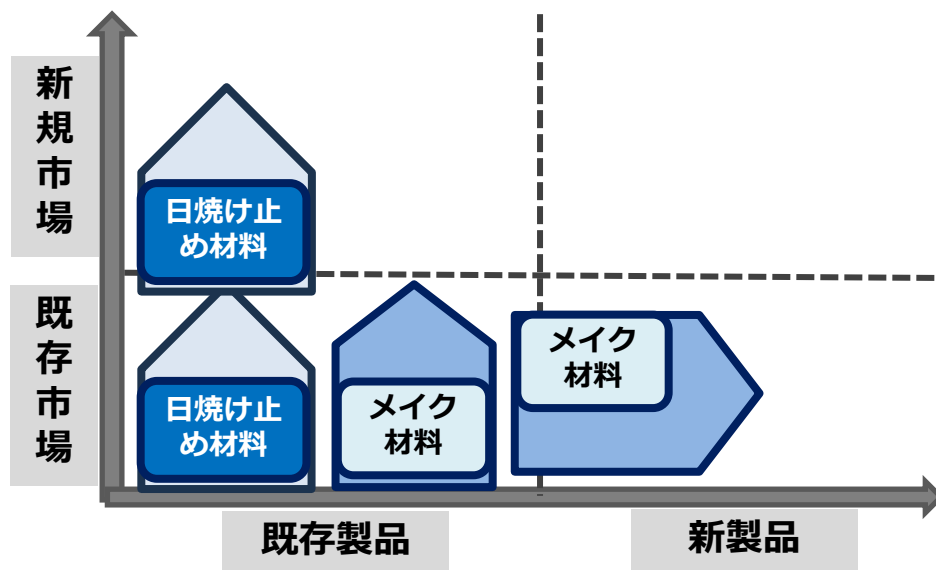 新規市場
日焼け止
め材料
既存市場
日焼け止
め材料
メイク
材料
メイク
材料
既存製品
新製品